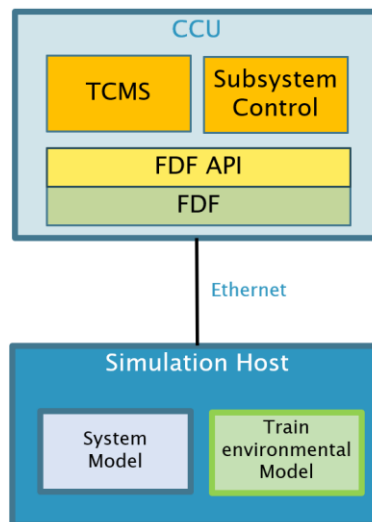 CCU
TCMS
Subsystem
Control
FDF API
FDF
Ethernet
Simulation Host
System
Model
Train
environmental
Model